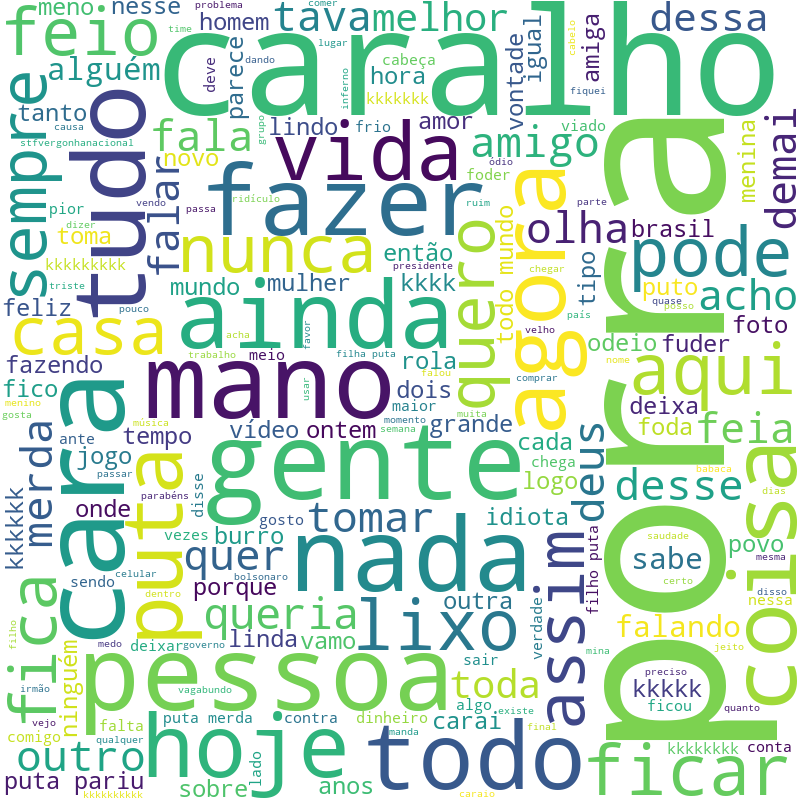 meno
nesse
problema
comer
tava
melhor
dessa
feio
time
homem
lugar
caralho
igual
amiga
alguém
deve
parece
dando
inferno
cabeça
hora
vontade
cabelo
fiquei
kkkkkkk
sempre
tanto
tudo
causa
fala
grupo
lindo
frio
amor
viado
menina
demai
porra
stfvergonhanacional
novo
vida
ódio
foder
amigo
pior
falar
vendo
passa
fazer
ridículo
ruim
agora
parte
olha
brasil
dizer
toma
nunca
então
quero
todo mundo
chegar
pode
kkkkkkkkk
presidente
triste
mundo
mulher
kkkk
tipo
puto
quase
posso
acho
feliz
pouco
ainda
velho
país
foto
casa
acha
favor
odeio
fuder
fazendo
trabalho
meio
filha puta
rola
comprar
nome
aqui
fico
mano
usar
falou
dois
maior
deixa
menino
gosta
muita
cara
ante
música
tempo
vídeo
ontem
momento
semana
grande
cada
deus
foda
feia
merda
jogo
passar
puta
gente
chega
babaca
coisa
desse
dias
kkkkkk
onde
parabéns
disse
gosto
tomar
logo
idiota
assim
saudade
sabe
povo
vezes
burro
mesma
sendo
celular
quer
bolsonaro
nada
filho puta
certo
disso
fica
dentro
porque
queria
lixo
outra
verdade
nessa
filho
ninguém
medo
linda
vamo
falando
deixar
governo
mina
jeito
pessoa
sair
preciso
irmão
vagabundo
toda
kkkkk
quanto
vejo
algo
existe
ficou
comigo
falta
puta merda
contra
dinheiro
carai
final
qualquer
hoje
manda
todo
kkkkkkkk
conta
outro
lado
puta pariu
sobre
anos
ficar
kkkkkkkkkk
caraio